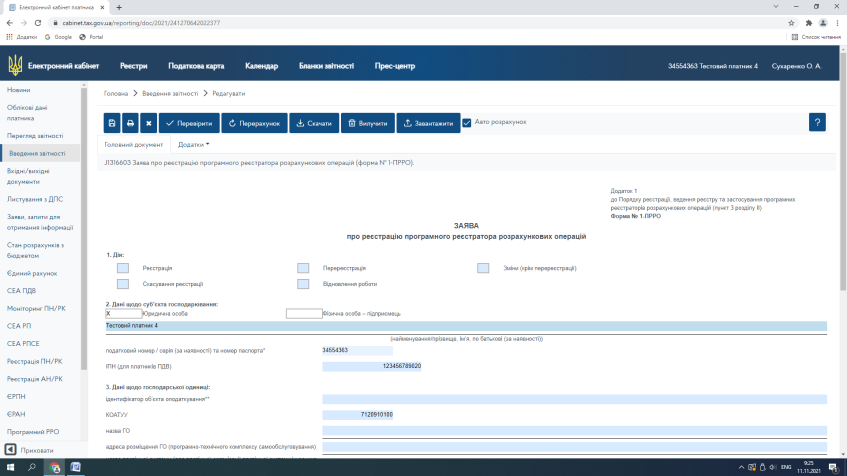 Електронний кабінет платника
cabinet.tax.gov.ua/reporting/doc/2021/241270642022377
Додатки Google Portal Список читання
Електронний кабінет Реєстри Податкова карта Календар Бланки звітності Прес-центр 34554363 Тестовий платник 4 Сухаренко О. А.
Новини
Облікові дані
платника
Перегляд звітності
Введення звітності
Вхідні/вихідні
документи
Листування з ДПС
Заяви, запити для
отримання інформації
Стан розрахунків з
бюджетом
Єдиний рахунок
СЕА ПДВ
Моніторинг ПН/РК
СЕА РП
СЕА РПСЕ
Реєстрація ПН/РК
Реєстрація АН/РК
ЄРПН
ЄРАН
Програмний РРО
Приховати
Головна > Введення звітності > Редагувати
Перевірити Перерахунок Скачати Вилучити Завантажити Авто розрахунок ?
Головний документ Додатки
J1316603 Заява про реєстрацію програмного реєстратора розрахункових операцій (форма N° 1-ПРРО).
Додаток 1
до Порядку реєстрації, ведення реєстру та застосування програмних
реєстраторів розрахункових операцій (пункт 3 розділу II)
Форма № 1-ПРРО
ЗАЯВА
про реєстрацію програмного реєстратора розрахункових операцій
1. Дія:
Реєстрація Перереєстрація Зміни (крім перереєстрації)
Скасування реєстрації Відновлення роботи
2. Дані щодо суб'єкта господарювання:
X Юридична особа Фізична особа – підприємець
Тестовий платник 4
(найменування/прізвище, ім'я, по батькові (за наявності))
податковий номер / серія (за наявності) та номер паспорта* 34554363
ІПН (для платників ПДВ) 123456789020
3. Дані щодо господарської одиниці:
ідентифікатор об'єкта оподаткування**
КОАТУУ 7120910100
назва ГО
адреса розміщення ГО (програмно-технічного комплексу самообслуговування)
ENG 9:25
11.11.2021